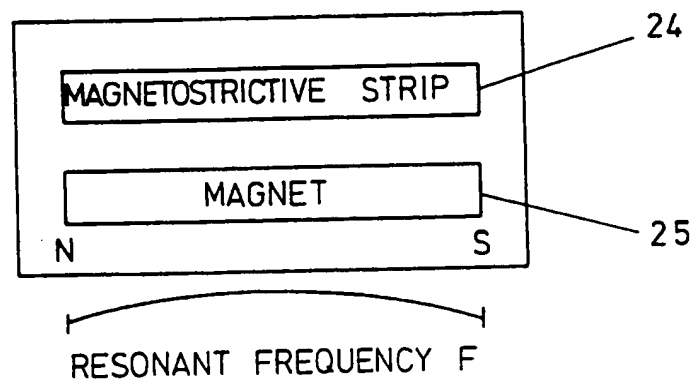 24
MAGNETOSTRICTIVE STRIP
MAGNET
25
N S
RESONANT FREQUENCY F